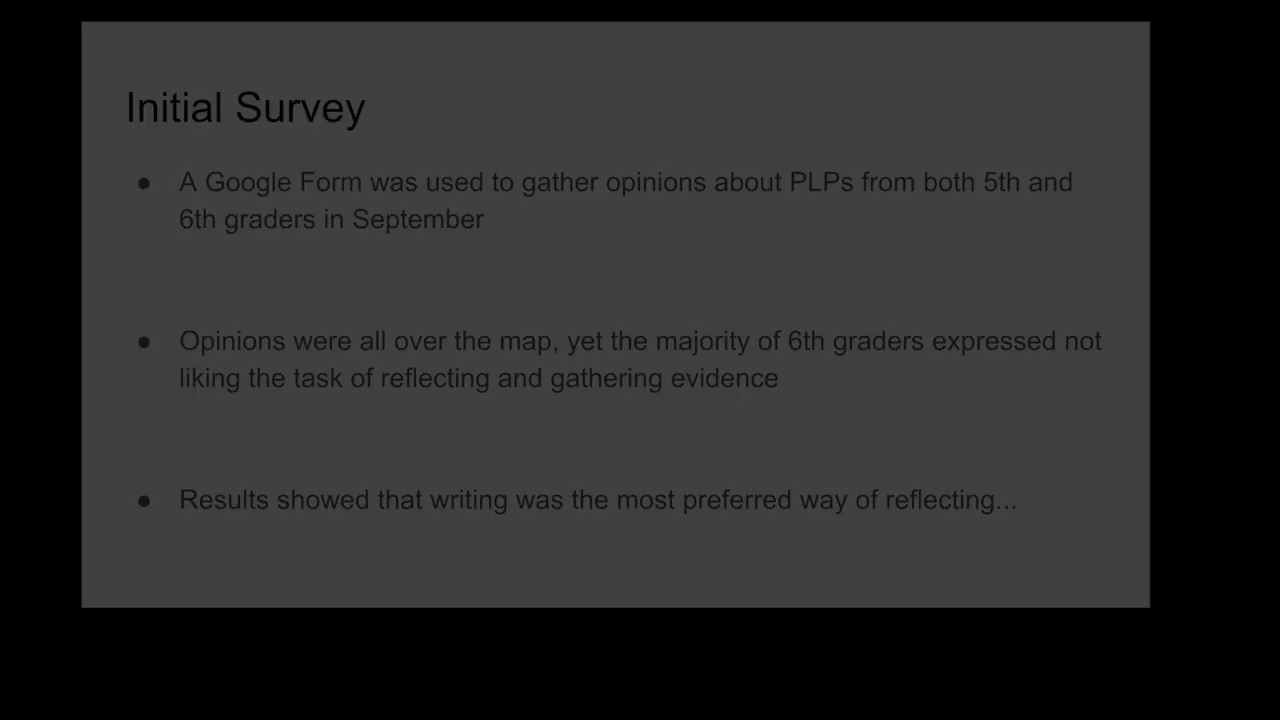 Initial Survey
● A Google Form was used to gather opinions about PLPs from both 5th and
6th graders in September
● Opinions were all over the map, yet the majority of 6th graders expressed not
liking the task of reflecting and gathering evidence
● Results showed that writing was the most preferred way of reflecting...